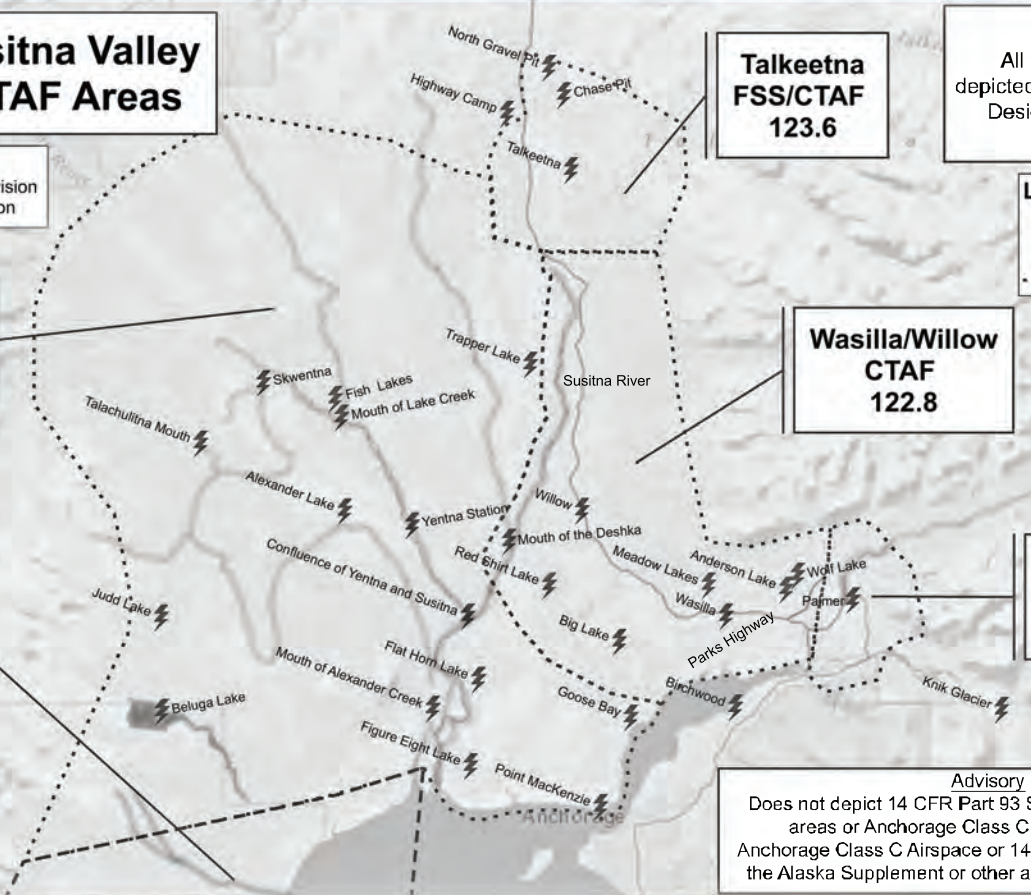 sitna Valley
TAF Areas
ision
on
Talkeetna
FSS/CTAF
123.6
All
depicted
Desi
L
Wasilla/Willow
CTAF
122.8
North Gravel Pit
Chase Pit
Highway Camp
Talkeetna
Trapper Lake
Susitna River
Skwentna
Fish Lakes
Mouth of Lake Creek
Talachulitna Mouth
Alexander Lake
Yentna Station
Willow
Mouth of the Deshka
Confluence of Yentna and Susitna
Red Shirt Lake
Meadow Lakes
Anderson Lake
Wolf Lake
Palmer
Wasilla
Judd Lake
Big Lake
Parks Highway
Flat Horn Lake
Mouth of Alexander Creek
Beluga Lake
Goose Bay
Birchwood
Knik Glacier
Figure Eight Lake
Point MacKenzie
Anchorage
Advisory
Does not depict 14 CFR Part 93 S
areas or Anchorage Class C
Anchorage Class C Airspace or 14
the Alaska Supplement or other a